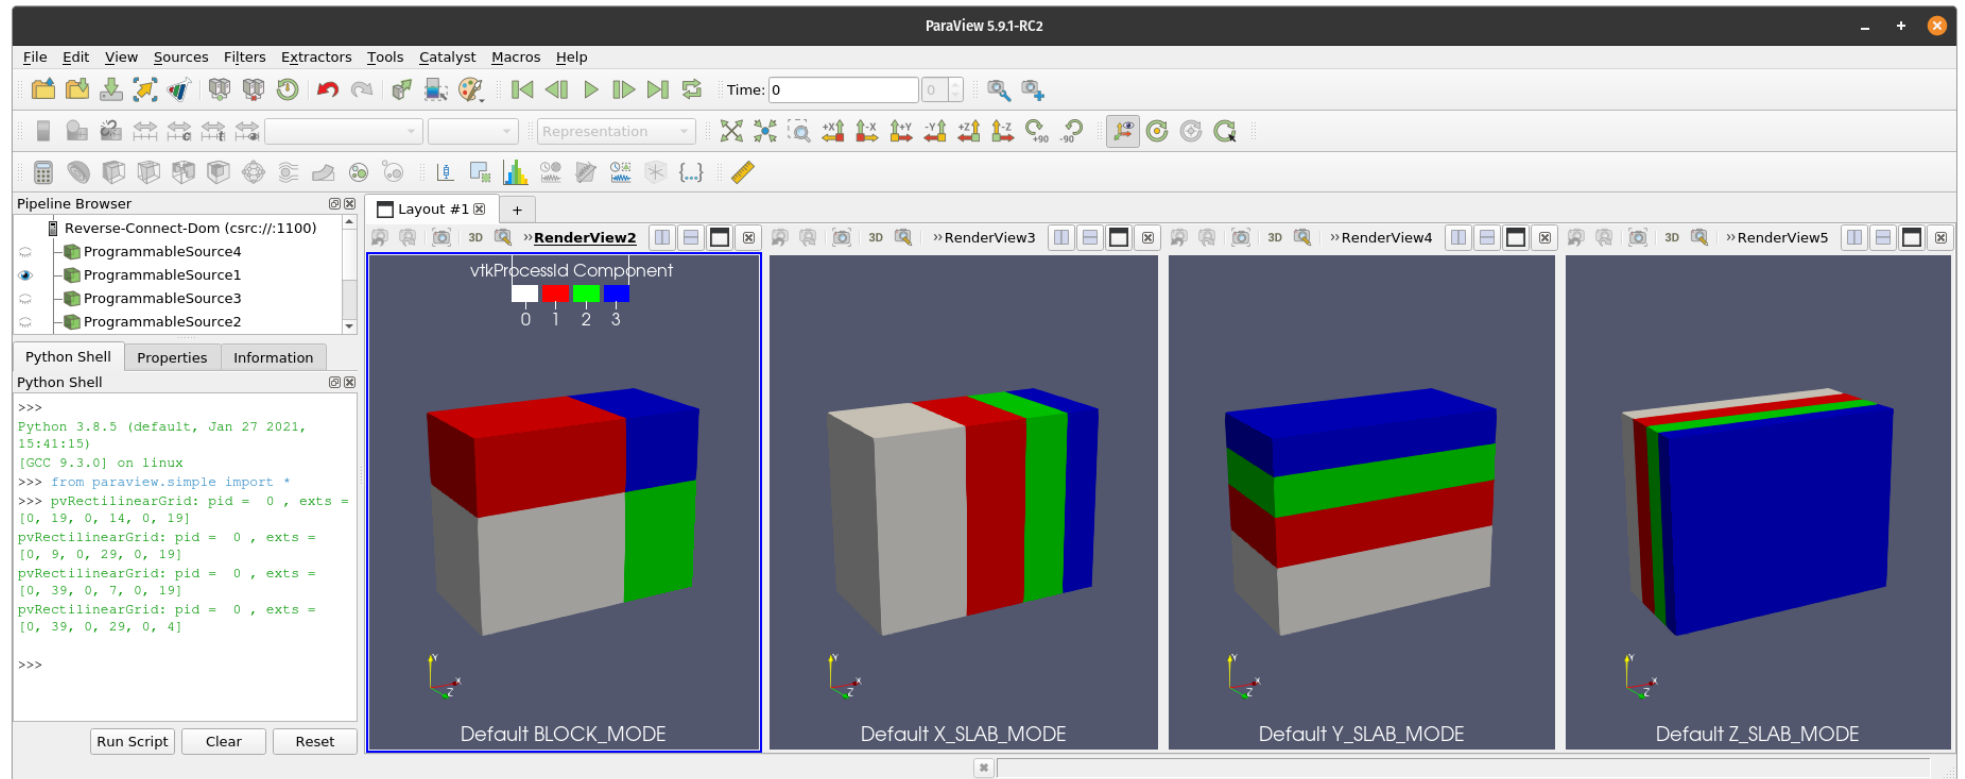 ParaView 5.9.1-RC2
File Edit View Sources Filters Extractors Tools Catalyst Macros Help
Time: 0 0
Representation
+X -X +Y -Y +Z -Z +90 -90
Pipeline Browser
Reverse-Connect-Dom (csrc://:1100)
ProgrammableSource4
ProgrammableSource1
ProgrammableSource3
ProgrammableSource2
Python Shell Properties Information
Python Shell
>>>
Python 3.8.5 (default, Jan 27 2021,
15:41:15)
[GCC 9.3.0] on linux
>>> from paraview.simple import *
>>> pvRectilinearGrid: pid =  0 , exts =
[0, 19, 0, 14, 0, 19]
pvRectilinearGrid: pid =  0 , exts =
[0, 9, 0, 29, 0, 19]
pvRectilinearGrid: pid =  0 , exts =
[0, 39, 0, 7, 0, 19]
pvRectilinearGrid: pid =  0 , exts =
[0, 39, 0, 29, 0, 4]
>>>
Run Script Clear Reset
Layout #1 +
3D »RenderView2
vtkProcessId Component
0 1 2 3
Y X Z
Default BLOCK_MODE
3D »RenderView3
Y X Z
Default X_SLAB_MODE
3D »RenderView4
Y X Z
Default Y_SLAB_MODE
3D »RenderView5
Y X Z
Default Z_SLAB_MODE